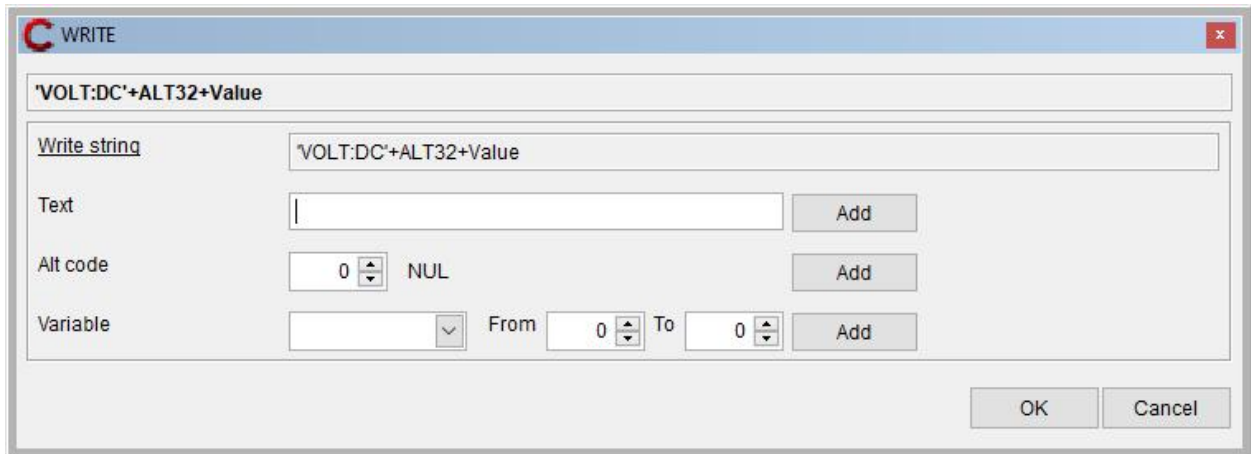 C WRITE x
'VOLT:DC'+ALT32+Value
Write string 'VOLT:DC'+ALT32+Value
Text Add
Alt code 0 NUL Add
Variable From 0 To 0 Add
OK Cancel